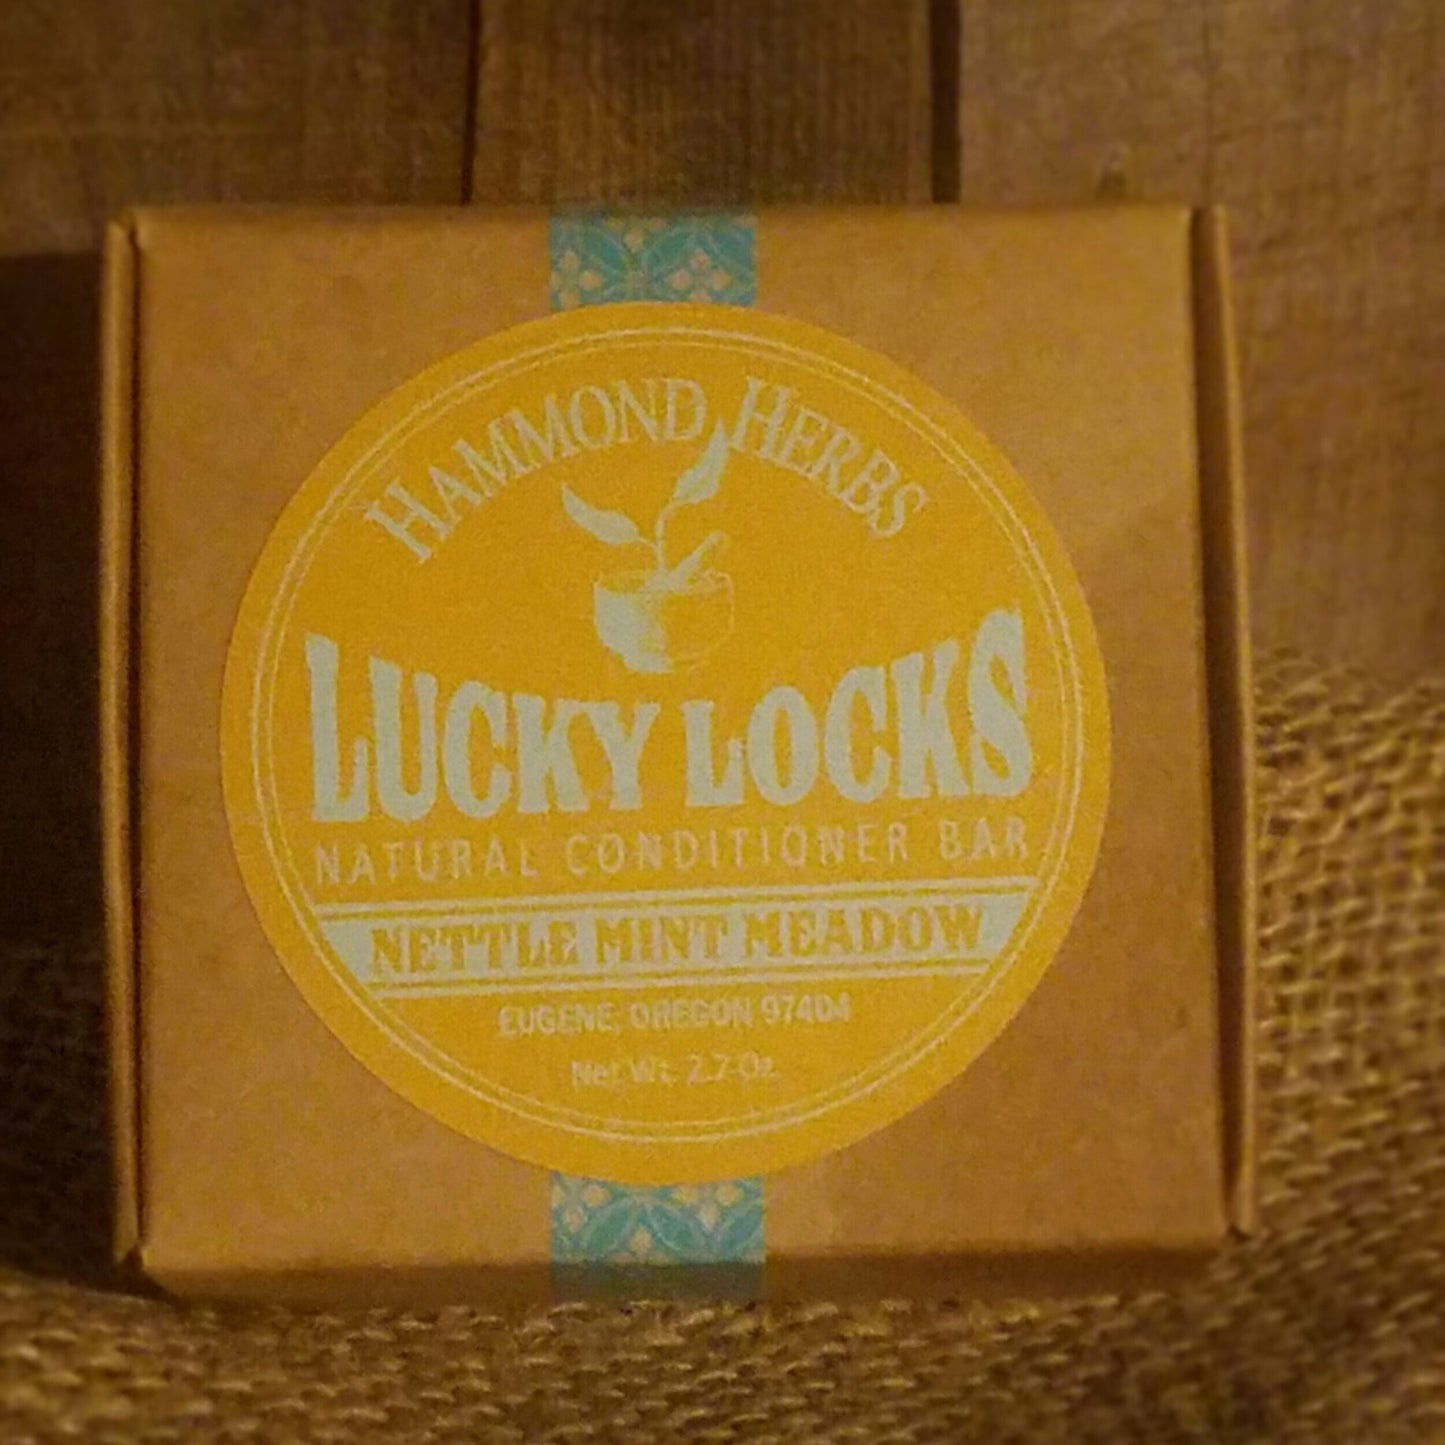 HAMMOND HERBS
LUCKY LOCKS
NATURAL CONDITIONER BAR
NETTLE MINT MEADOW
EUGENE, OREGON 97404
Net Wt. 2.7 Oz.